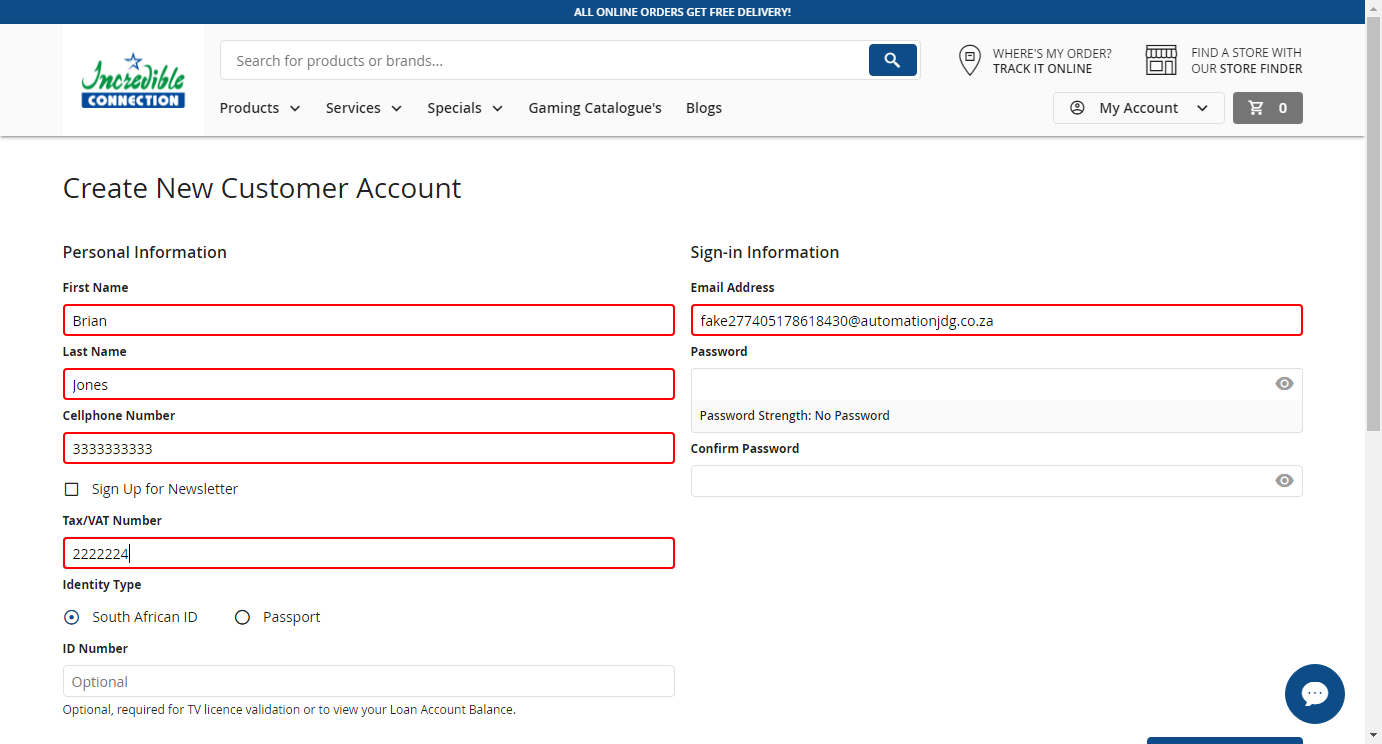 ALL ONLINE ORDERS GET FREE DELIVERY!
Incredible
CONNECTION
Search for products or brands...
WHERE'S MY ORDER?
TRACK IT ONLINE
FIND A STORE WITH
OUR STORE FINDER
Products
Services
Specials
Gaming Catalogue's
Blogs
My Account
0
Create New Customer Account
Personal Information
First Name
Brian
Last Name
Jones
Cellphone Number
3333333333
Sign Up for Newsletter
Tax/VAT Number
2222224
Identity Type
South African ID
Passport
ID Number
Optional
Optional, required for TV licence validation or to view your Loan Account Balance.
Sign-in Information
Email Address
fake277405178618430@automationjdg.co.za
Password
Password Strength: No Password
Confirm Password